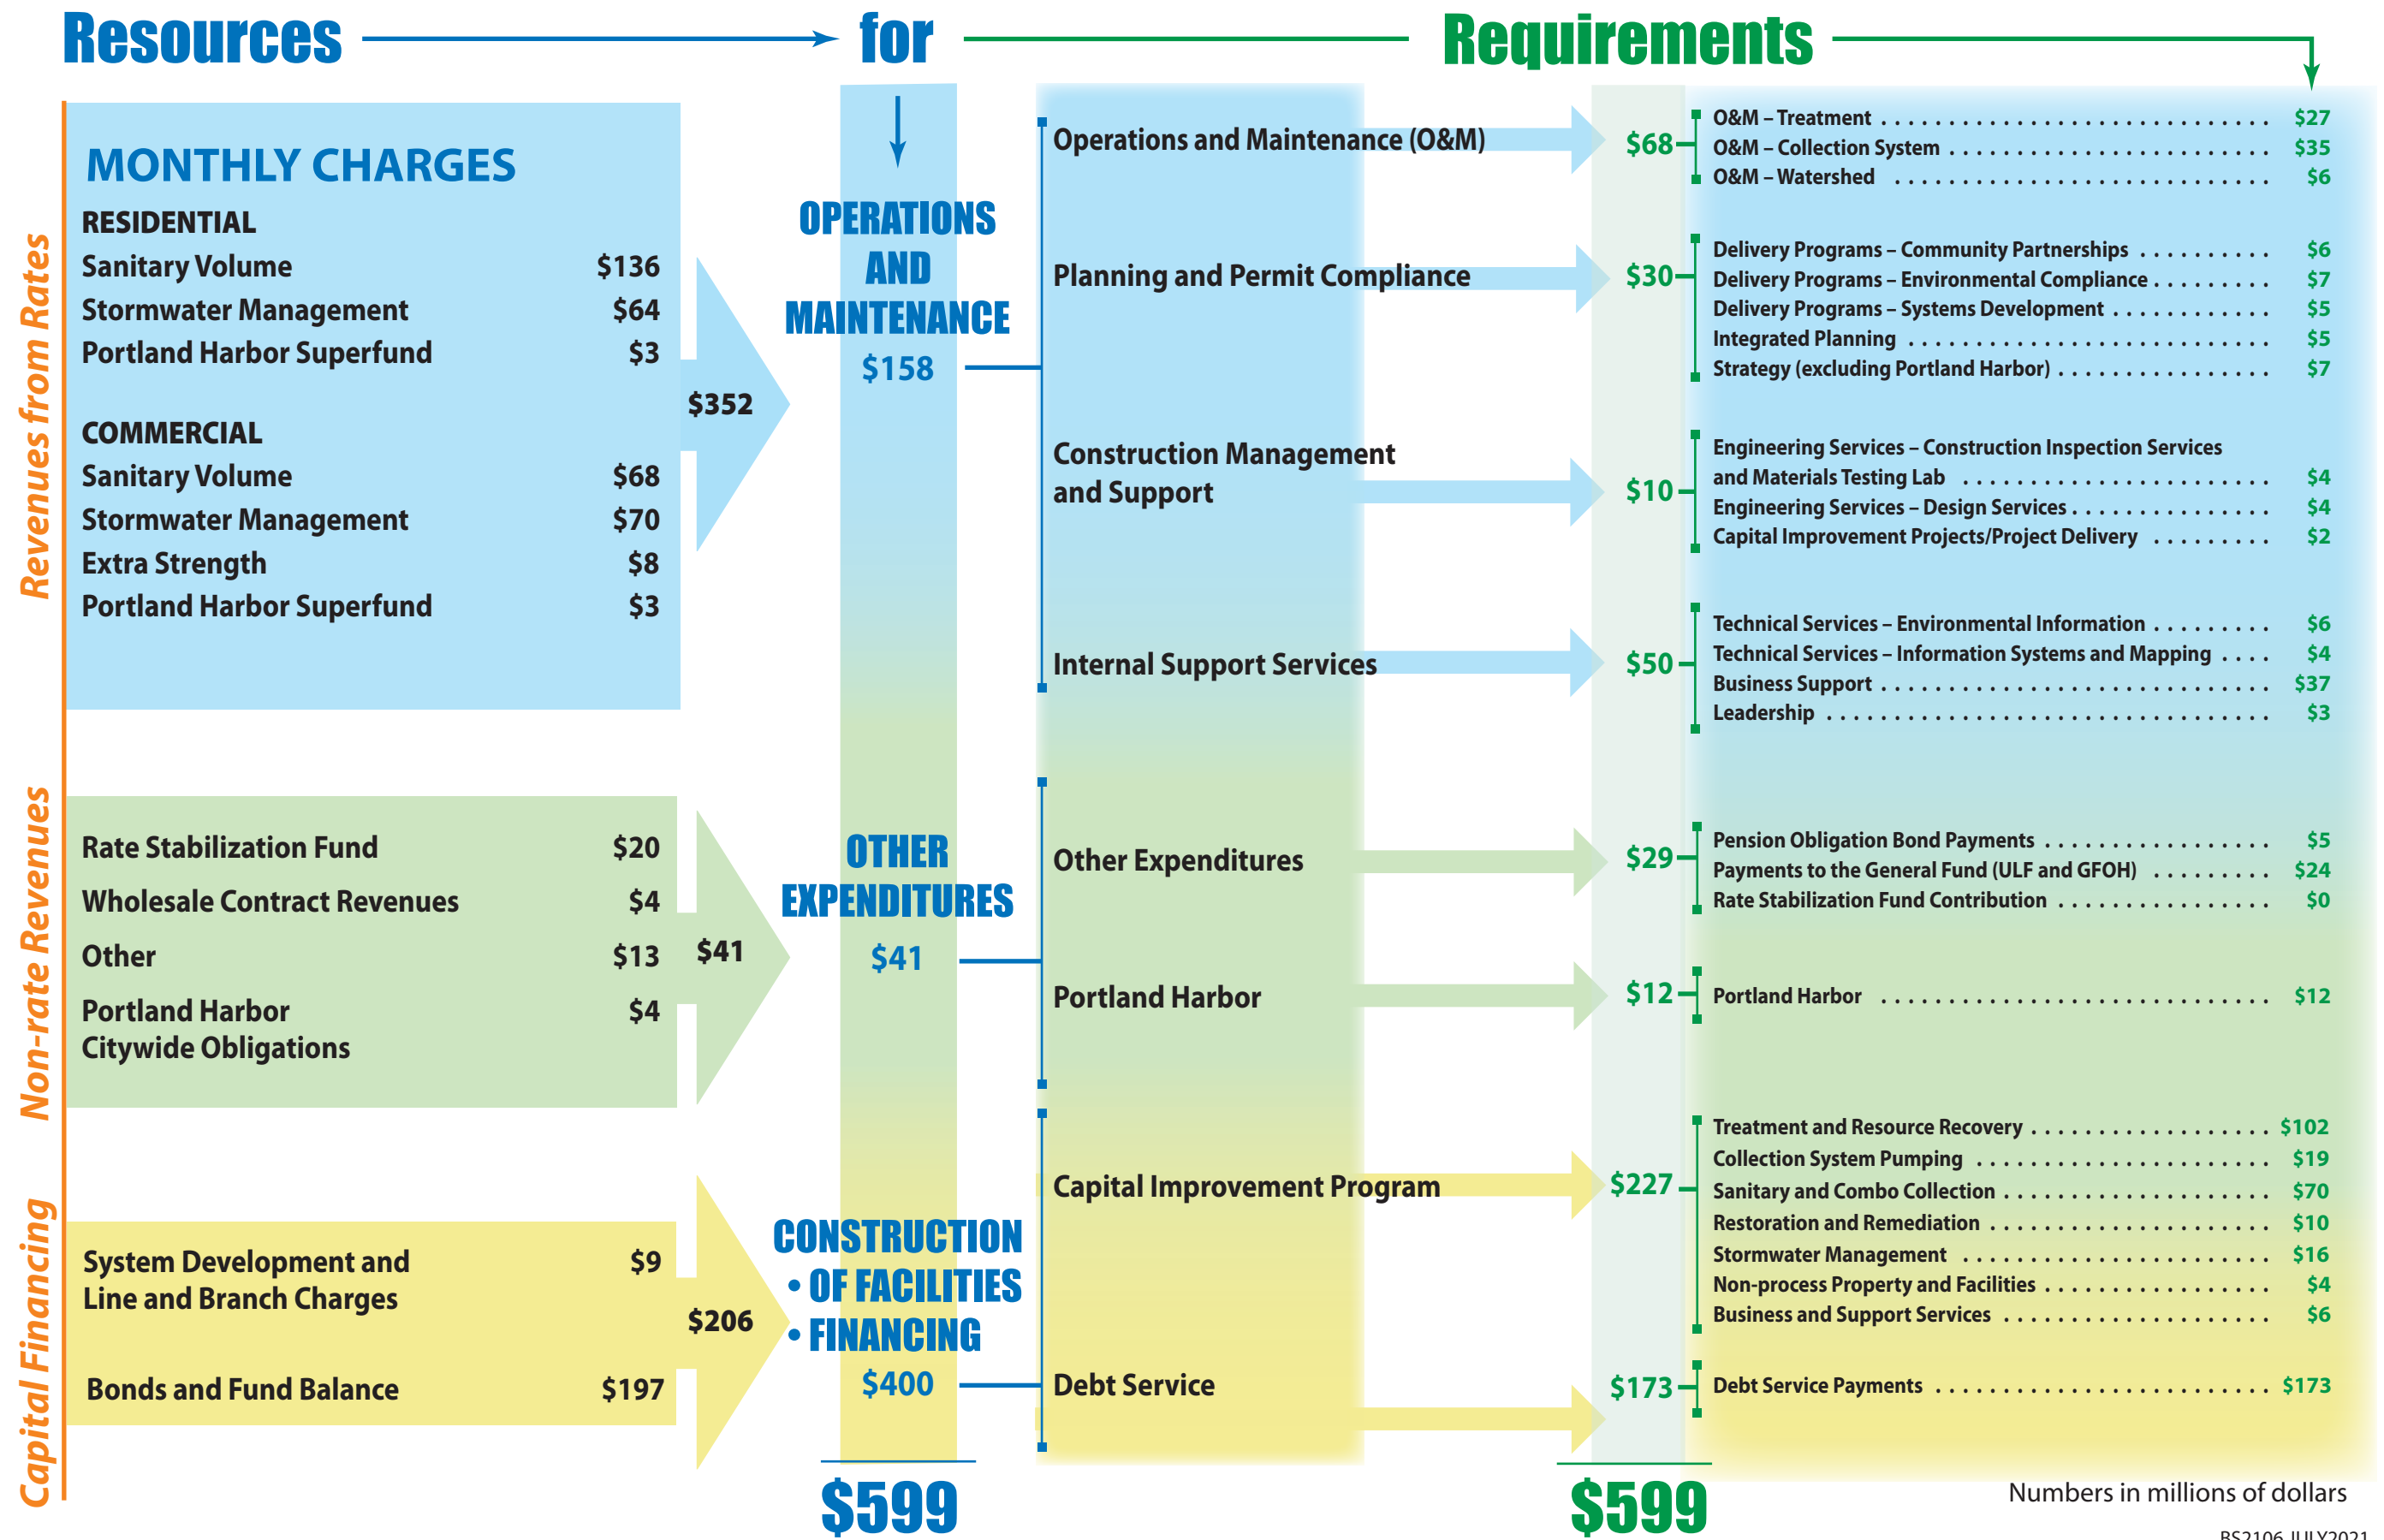 Resources for Requirements
Revenues from Rates
MONTHLY CHARGES
RESIDENTIAL
Sanitary Volume $136
Stormwater Management $64
Portland Harbor Superfund $3
COMMERCIAL
Sanitary Volume $68
Stormwater Management $70
Extra Strength $8
Portland Harbor Superfund $3
$352
Non-rate Revenues
Rate Stabilization Fund $20
Wholesale Contract Revenues $4
Other $13
Portland Harbor $4
Citywide Obligations
$41
Capital Financing
System Development and $9
Line and Branch Charges
Bonds and Fund Balance $197
$206
OPERATIONS
AND
MAINTENANCE
$158
OTHER
EXPENDITURES
$41
CONSTRUCTION
• OF FACILITIES
• FINANCING
$400
$599
Operations and Maintenance (O&M) $68
O&M – Treatment $27
O&M – Collection System $35
O&M – Watershed $6
Planning and Permit Compliance $30
Delivery Programs – Community Partnerships $6
Delivery Programs – Environmental Compliance $7
Delivery Programs – Systems Development $5
Integrated Planning $5
Strategy (excluding Portland Harbor) $7
Construction Management
and Support $10
Engineering Services – Construction Inspection Services
and Materials Testing Lab $4
Engineering Services – Design Services $4
Capital Improvement Projects/Project Delivery $2
Internal Support Services $50
Technical Services – Environmental Information $6
Technical Services – Information Systems and Mapping $4
Business Support $37
Leadership $3
Other Expenditures $29
Pension Obligation Bond Payments $5
Payments to the General Fund (ULF and GFOH) $24
Rate Stabilization Fund Contribution $0
Portland Harbor $12
Portland Harbor $12
Capital Improvement Program $227
Treatment and Resource Recovery $102
Collection System Pumping $19
Sanitary and Combo Collection $70
Restoration and Remediation $10
Stormwater Management $16
Non-process Property and Facilities $4
Business and Support Services $6
Debt Service $173
Debt Service Payments $173
$599
Numbers in millions of dollars
BS2106 JULY2021